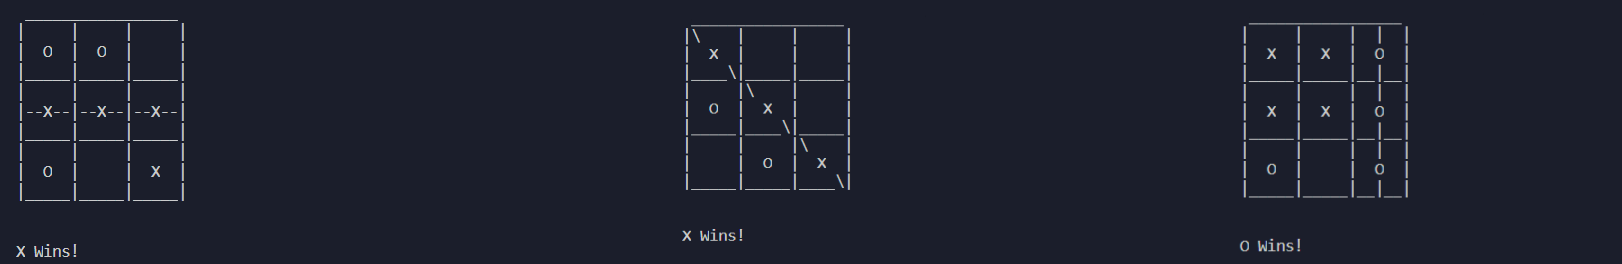 O O
--X-- --X-- --X--
O X
X Wins!
X
O X
O X
X Wins!
X X O
X X O
O O
O Wins!